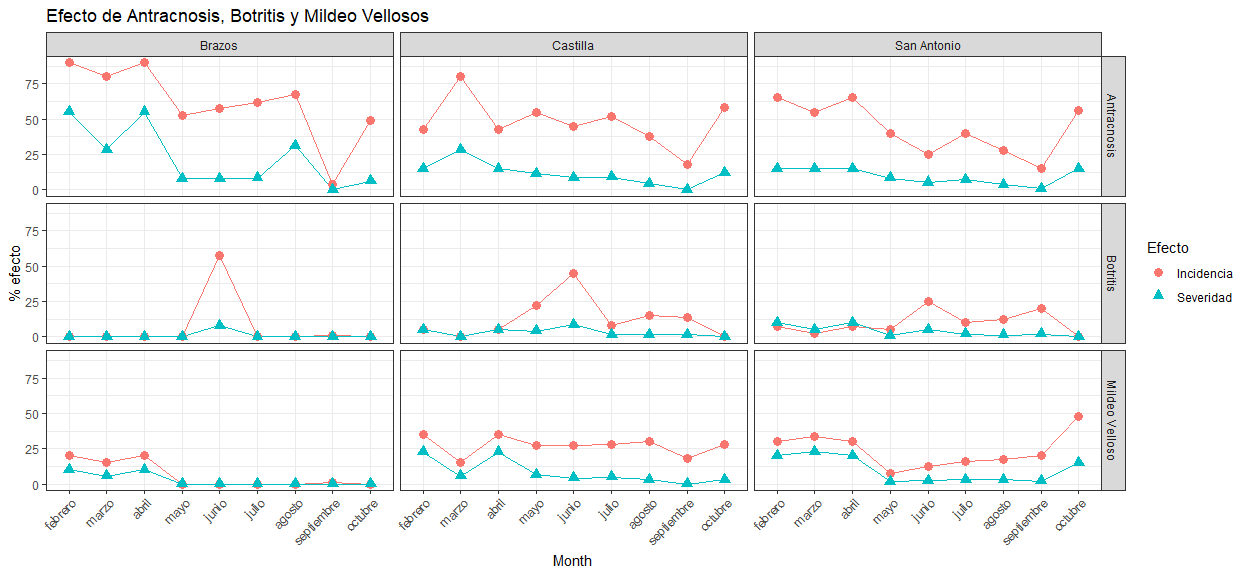 Efecto de Antracnosis, Botritis y Mildeo Vellosos
Brazos
Castilla
San Antonio
75
50
25
0
Antracnosis
75
50
25
0
Botritis
75
50
25
0
Mildeo Velloso
% efecto
febrero
marzo
abril
mayo
junio
julio
agosto
septiembre
octubre
febrero
marzo
abril
mayo
junio
julio
agosto
septiembre
octubre
febrero
marzo
abril
mayo
junio
julio
agosto
septiembre
octubre
Month
Efecto
Incidencia
Severidad